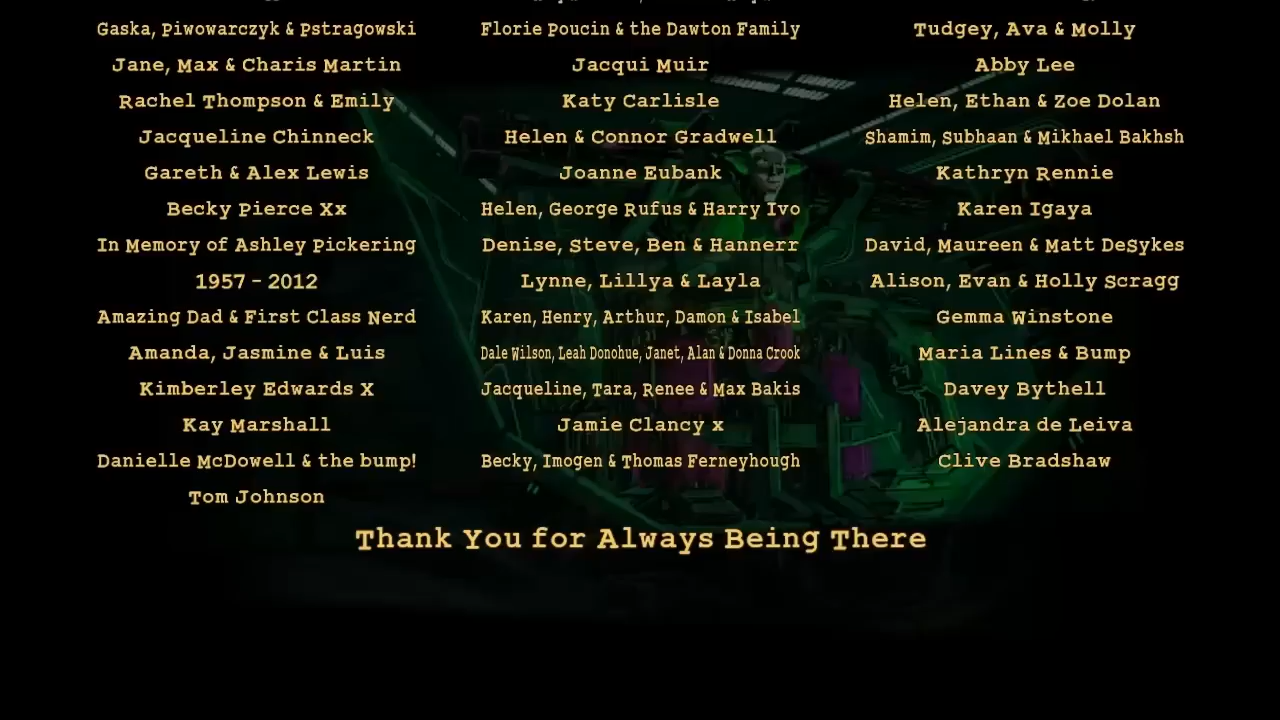 Gaska, Piwowarczyk & Pstragowski
Jane, Max & Charis Martin
Rachel Thompson & Emily
Jacqueline Chinneck
Gareth & Alex Lewis
Becky Pierce Xx
In Memory of Ashley Pickering
1957 - 2012
Amazing Dad & First Class Nerd
Amanda, Jasmine & Luis
Kimberley Edwards X
Kay Marshall
Danielle McDowell & the bump!
Tom Johnson
Florie Poucin & the Dawton Family
Jacqui Muir
Katy Carlisle
Helen & Connor Gradwell
Joanne Eubank
Helen, George Rufus & Harry Ivo
Denise, Steve, Ben & Hannerr
Lynne, Lillya & Layla
Karen, Henry, Arthur, Damon & Isabel
Dale Wilson, Leah Donohue, Janet, Alan & Donna Crook
Jacqueline, Tara, Renee & Max Bakis
Jamie Clancy x
Becky, Imogen & Thomas Ferneyhough
Tudgey, Ava & Molly
Abby Lee
Helen, Ethan & Zoe Dolan
Shamim, Subhaan & Mikhael Bakhsh
Kathryn Rennie
Karen Igaya
David, Maureen & Matt DeSykes
Alison, Evan & Holly Scragg
Gemma Winstone
Maria Lines & Bump
Davey Bythell
Alejandra de Leiva
Clive Bradshaw
Thank You for Always Being There